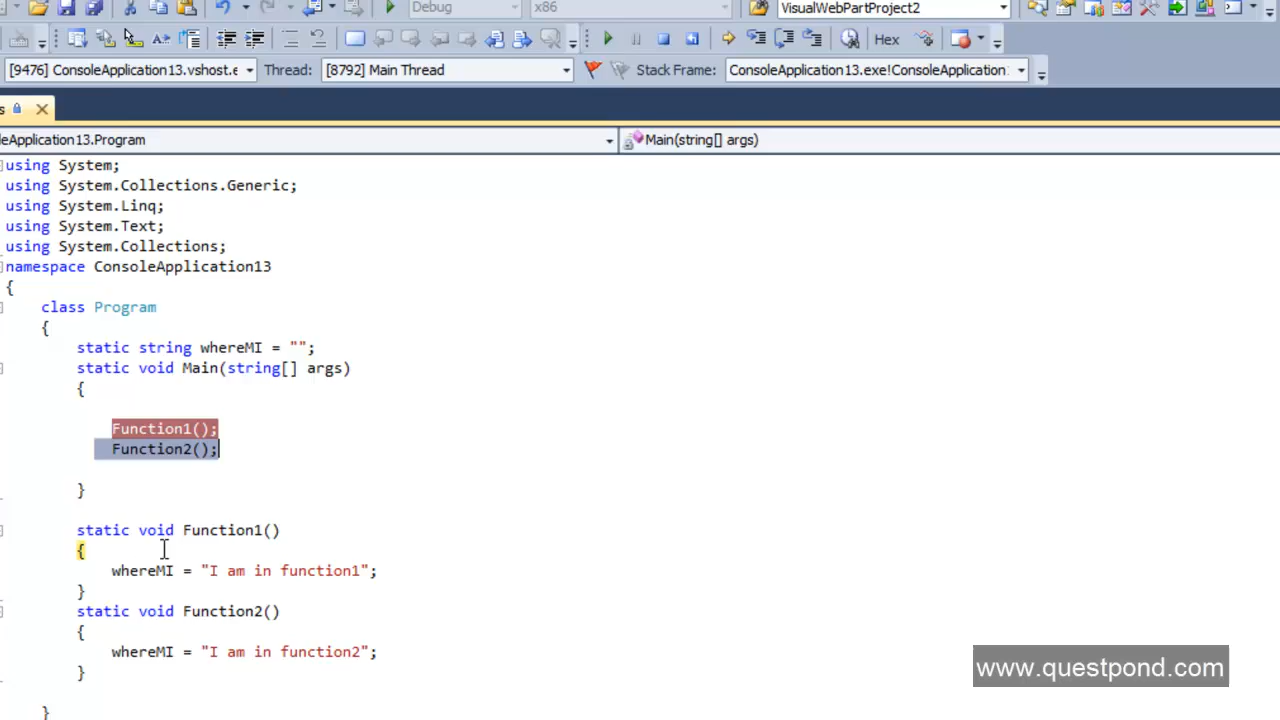 Debug x86 VisualWebPartProject2
Hex
[9476] ConsoleApplication13.vshost.e Thread: [8792] Main Thread Stack Frame: ConsoleApplication13.exe!ConsoleApplication
s
leApplication13.Program Main(string[] args)
using System;
using System.Collections.Generic;
using System.Linq;
using System.Text;
using System.Collections;
namespace ConsoleApplication13
{
class Program
{
static string whereMI = "";
static void Main(string[] args)
{
Function1();
Function2();
}
static void Function1()
{
whereMI = "I am in function1";
}
static void Function2()
{
whereMI = "I am in function2";
}
}
www.questpond.com